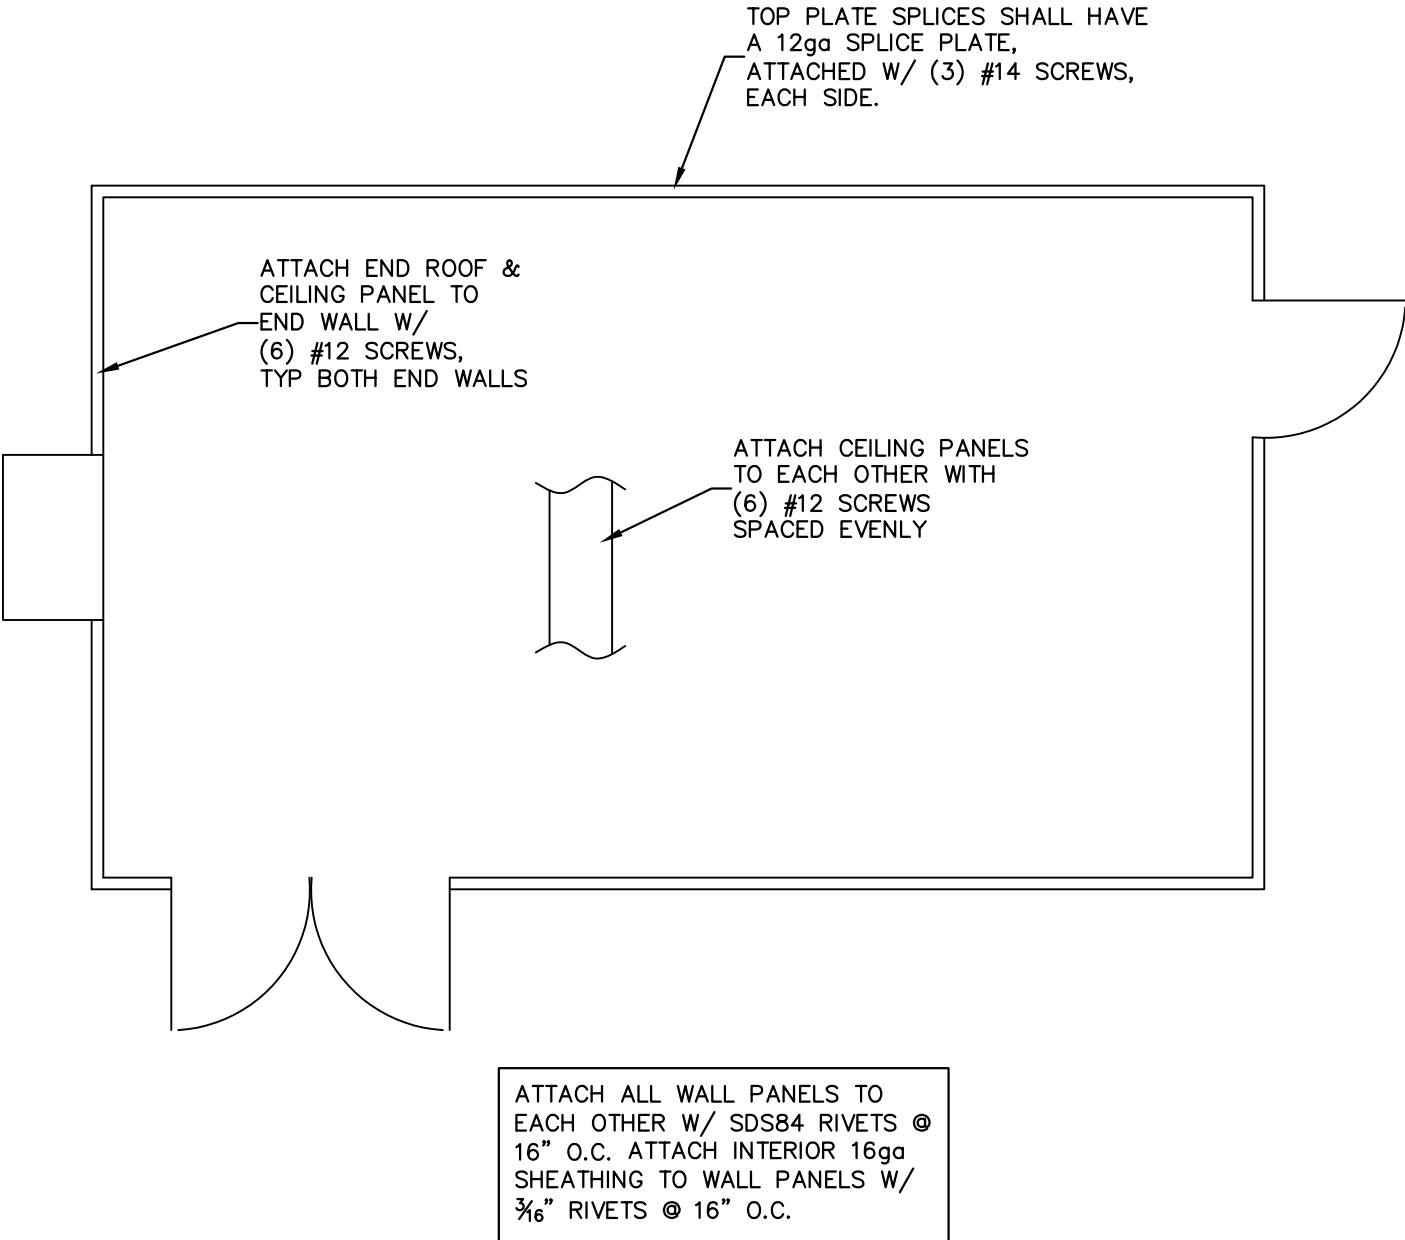 TOP PLATE SPLICES SHALL HAVE
A 12ga SPLICE PLATE,
ATTACHED W/ (3) #14 SCREWS,
EACH SIDE.
ATTACH END ROOF &
CEILING PANEL TO
END WALL W/
(6) #12 SCREWS,
TYP BOTH END WALLS
ATTACH CEILING PANELS
TO EACH OTHER WITH
(6) #12 SCREWS
SPACED EVENLY
ATTACH ALL WALL PANELS TO
EACH OTHER W/ SDS84 RIVETS @
16" O.C. ATTACH INTERIOR 16ga
SHEATHING TO WALL PANELS W/
3/16" RIVETS @ 16" O.C.